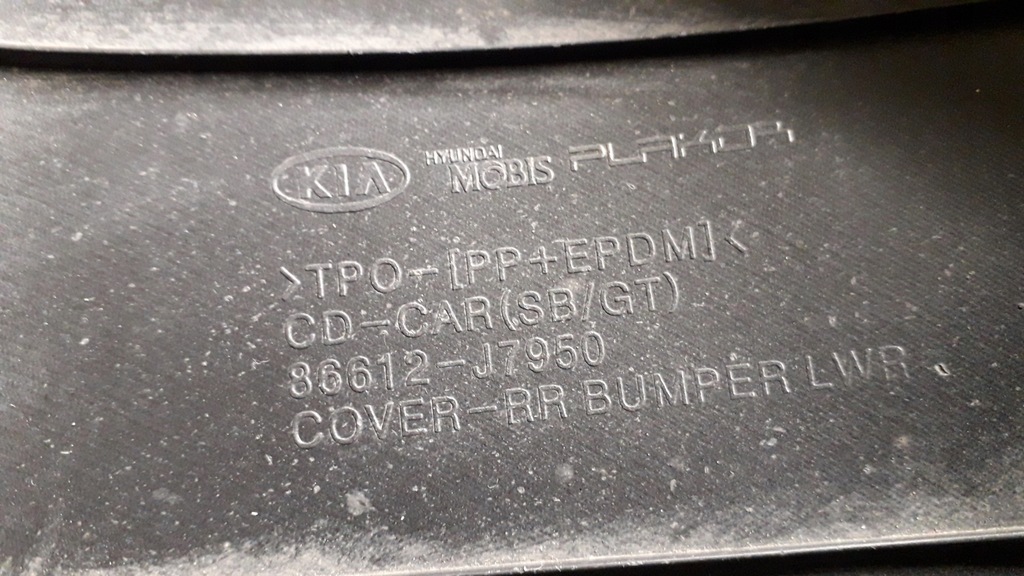 KIA HYUNDAI MOBIS PLAKOR
>TPO-[PP+EPDM]<
CD-CAR(SB/GT)
86612-J7950
COVER-RR BUMPER LWR